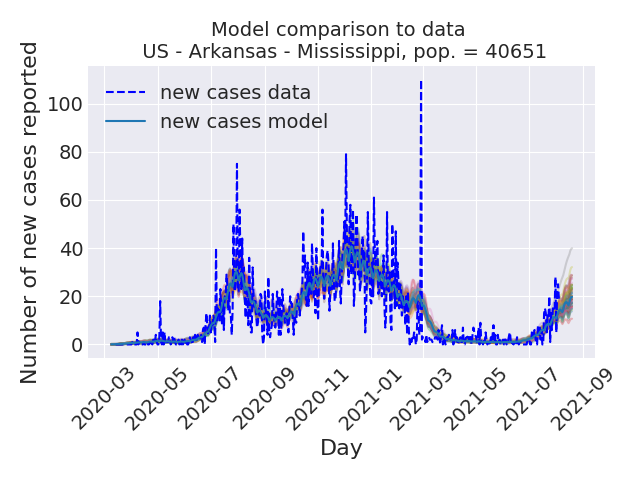 Model comparison to data
US - Arkansas - Mississippi, pop. = 40651
Number of new cases reported
100
80
60
40
20
0
new cases data
new cases model
2020-03
2020-05
2020-07
2020-09
2020-11
2021-01
2021-03
2021-05
2021-07
2021-09
Day